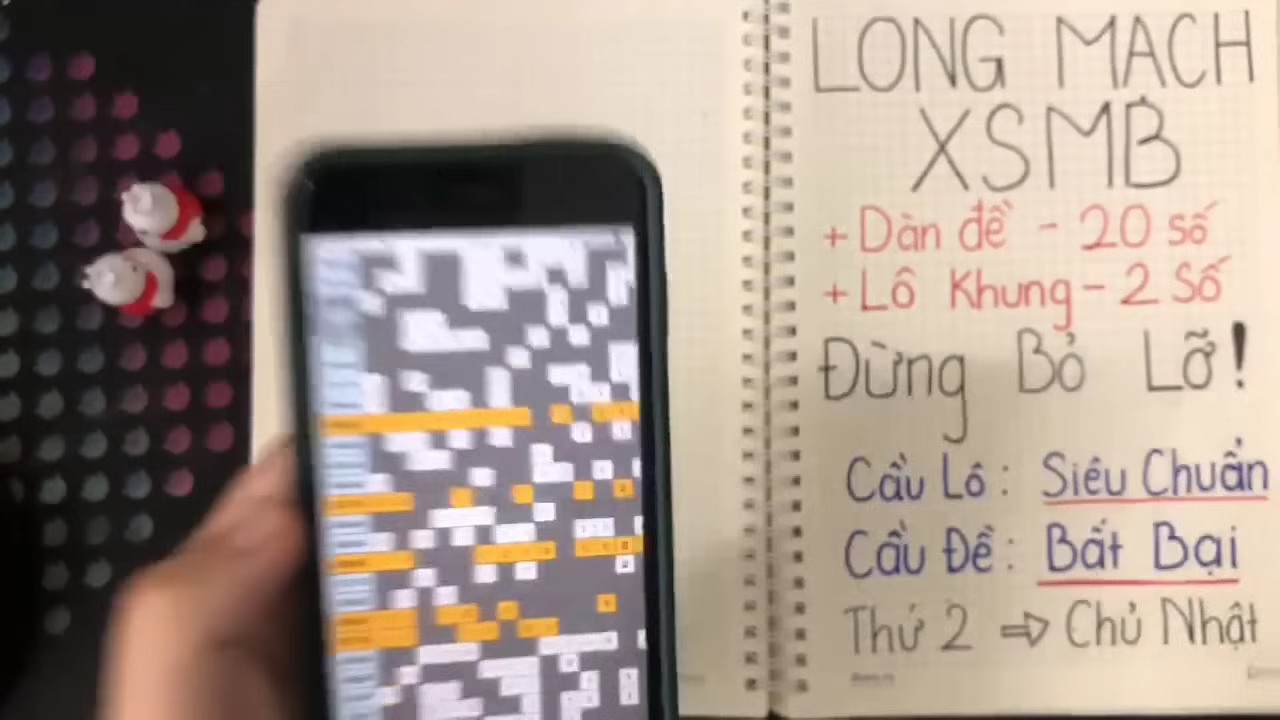 LONG MẠCH
XSMB
+ Dàn đề - 20 số
+ Lô Khung - 2 Số
Đừng Bỏ Lỡ!
Cầu Lô : Siêu Chuẩn
Cầu Đề : Bất Bại
Thứ 2 ⇨ Chủ Nhật